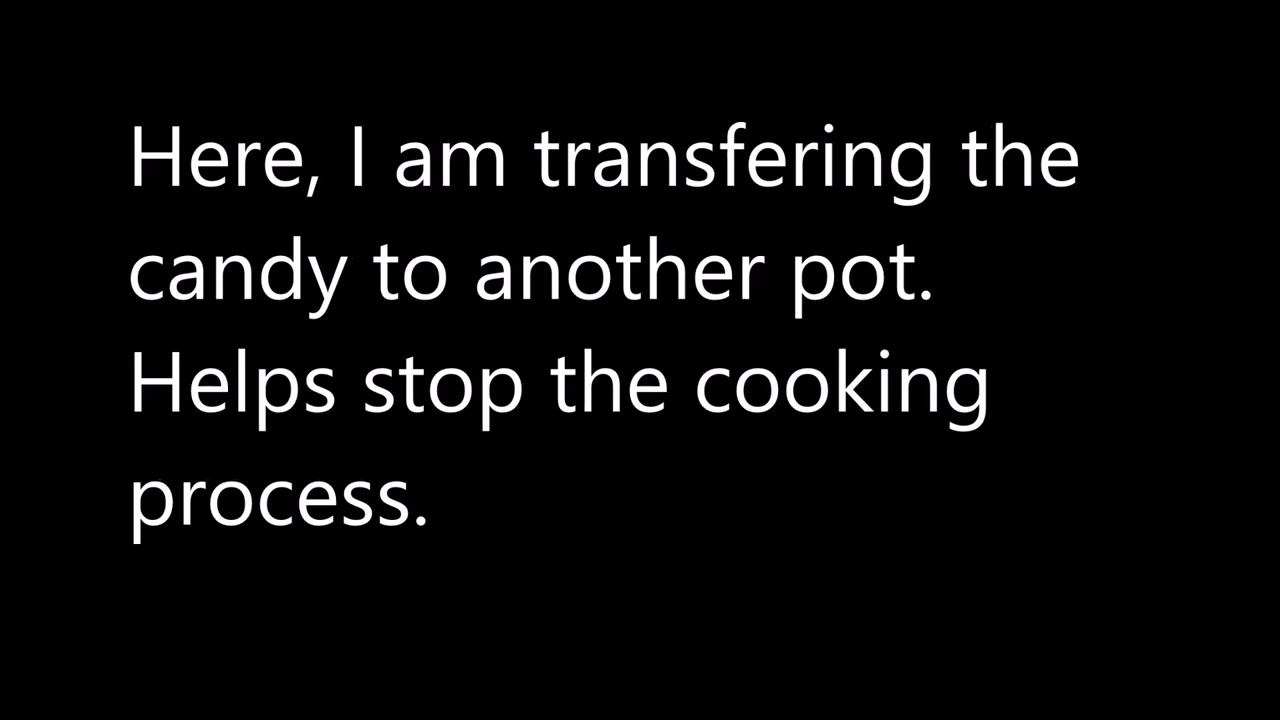 Here, I am transfering the
candy to another pot.
Helps stop the cooking
process.